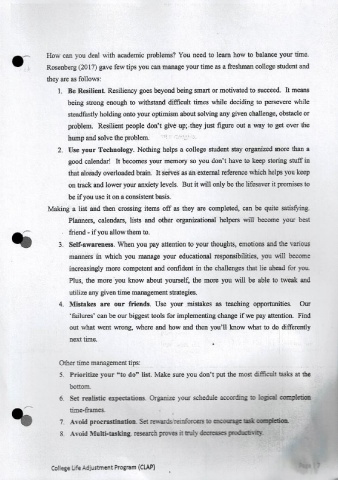 How can you deal with academic problems? You need to learn how to balance your time.
Rosenberg (2017) gave few tips you can manage your time as a freshman college student and
they are as follows:
1. Be Resilient. Resiliency goes beyond being smart or motivated to succeed. It means
being strong enough to withstand difficult times while deciding to persevere while
steadfastly holding onto your optimism about solving any given challenge, obstacle or
problem. Resilient people don't give up; they just figure out a way to get over the
hump and solve the problem.
2. Use your Technology. Nothing helps a college student stay organized more than a
good calendar! It becomes your memory so you don't have to keep storing stuff in
that already overloaded brain. It serves as an external reference which helps you keep
on track and lower your anxiety levels. But it will only be the lifesaver it promises to
be if you use it on a consistent basis.
Making a list and then crossing items off as they are completed, can be quite satisfying.
Planners, calendars, lists and other organizational helpers will become your best
friend - if you allow them to.
3. Self-awareness. When you pay attention to your thoughts, emotions and the various
manners in which you manage your educational responsibilities, you will become
increasingly more competent and confident in the challenges that lie ahead for you.
Plus, the more you know about yourself, the more you will be able to tweak and
utilize any given time management strategies.
4. Mistakes are our friends. Use your mistakes as teaching opportunities. Our
'failures' can be our biggest tools for implementing change if we pay attention. Find
out what went wrong, where and how and then you'll know what to do differently
next time.
Other time management tips:
5. Prioritize your "to do" list. Make sure you don't put the most difficult tasks at the
bottom.
6. Set realistic expectations. Organize your schedule according to logical completion
time-frames.
7. Avoid procrastination. Set rewards/reinforcers to encourage task completion.
8. Avoid Multi-tasking, research proves it truly decreases productivity.
College Life Adjustment Program (CLAP)
Page 7